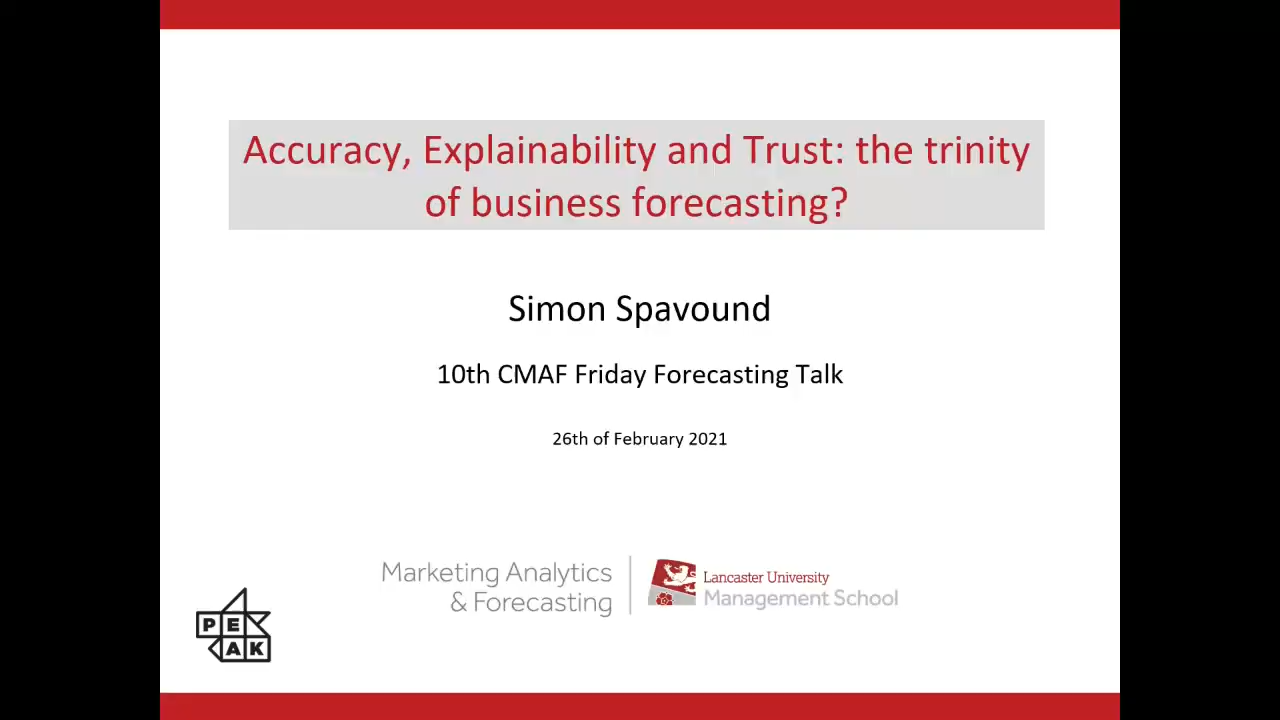 Accuracy, Explainability and Trust: the trinity
of business forecasting?
Simon Spavound
10th CMAF Friday Forecasting Talk
26th of February 2021
Marketing Analytics
& Forecasting
Lancaster University
Management School
PE
AK